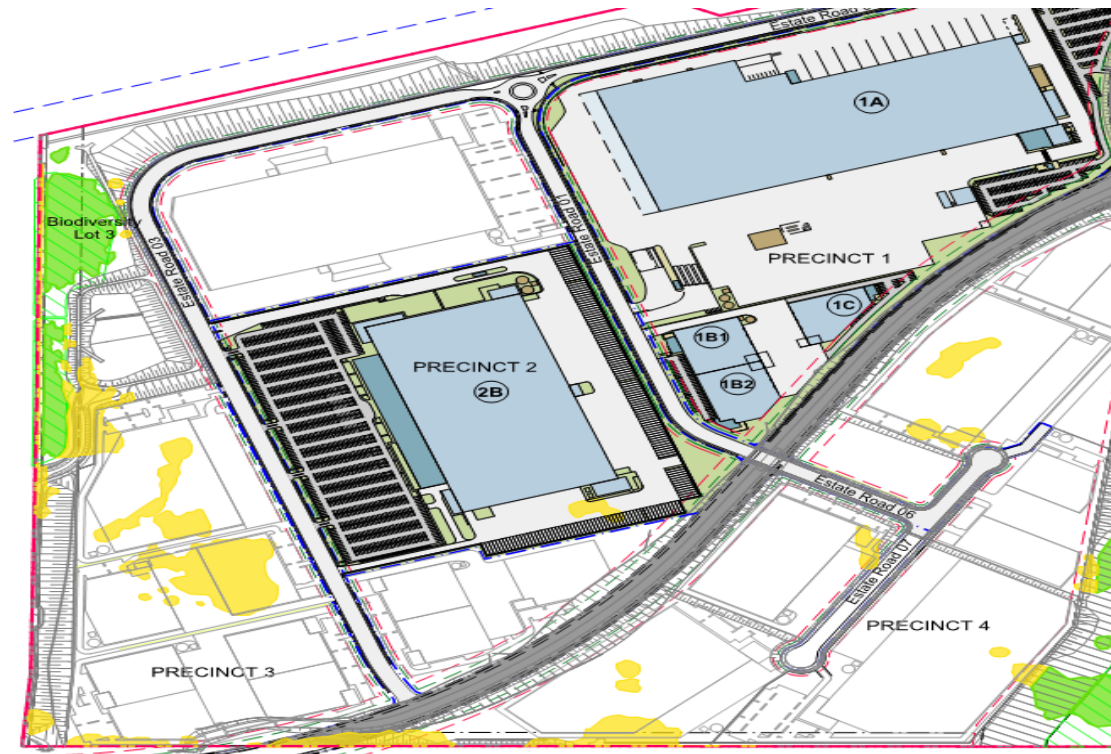 Estate Road 0
1A
Estate Road 01
Biodiversity
Lot 3
Estate Road 03
PRECINCT 1
1C
1B1
PRECINCT 2
1B2
2B
Estate Road 06
Estate Road 07
PRECINCT 4
PRECINCT 3